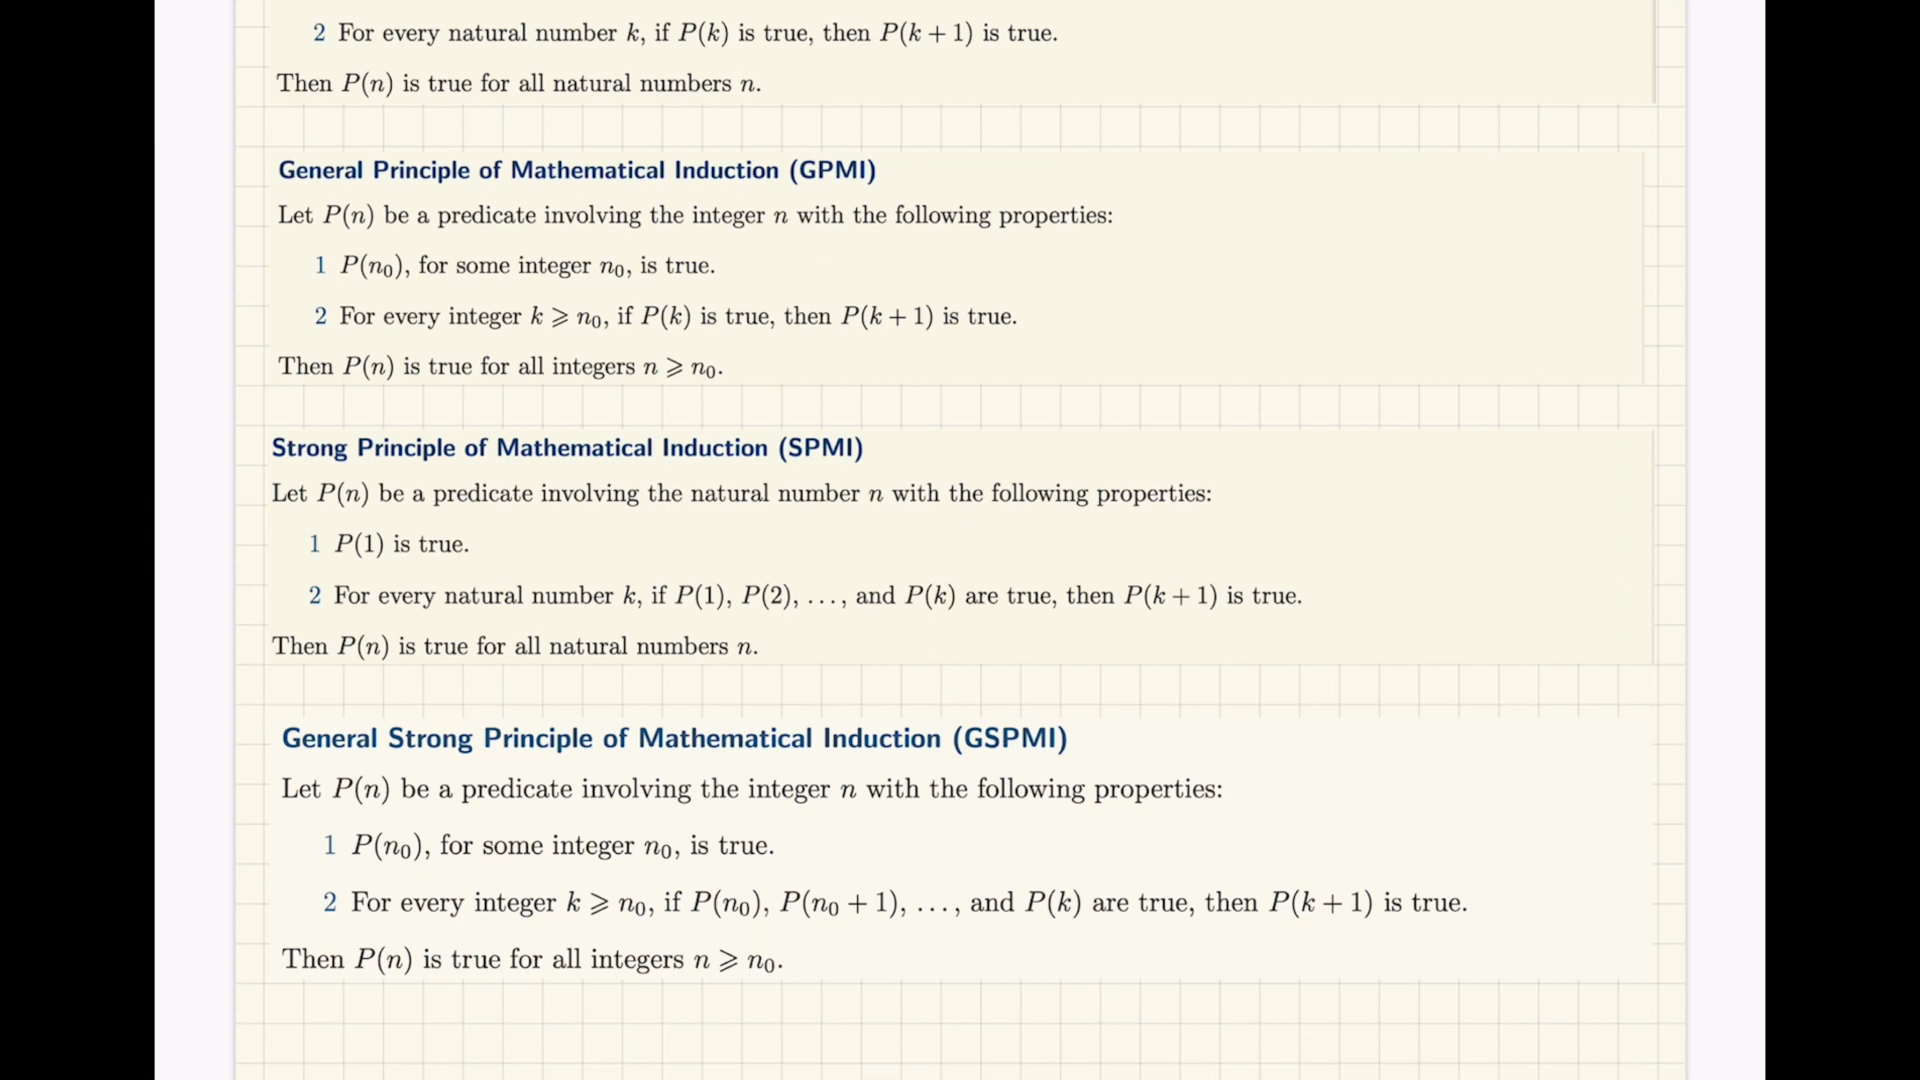 2 For every natural number k, if P(k) is true, then P(k + 1) is true.
Then P(n) is true for all natural numbers n.
General Principle of Mathematical Induction (GPMI)
Let P(n) be a predicate involving the integer n with the following properties:
1 P(n₀), for some integer n₀, is true.
2 For every integer k ⩾ n₀, if P(k) is true, then P(k + 1) is true.
Then P(n) is true for all integers n ⩾ n₀.
Strong Principle of Mathematical Induction (SPMI)
Let P(n) be a predicate involving the natural number n with the following properties:
1 P(1) is true.
2 For every natural number k, if P(1), P(2), ..., and P(k) are true, then P(k + 1) is true.
Then P(n) is true for all natural numbers n.
General Strong Principle of Mathematical Induction (GSPMI)
Let P(n) be a predicate involving the integer n with the following properties:
1 P(n₀), for some integer n₀, is true.
2 For every integer k ⩾ n₀, if P(n₀), P(n₀ + 1), ..., and P(k) are true, then P(k + 1) is true.
Then P(n) is true for all integers n ⩾ n₀.